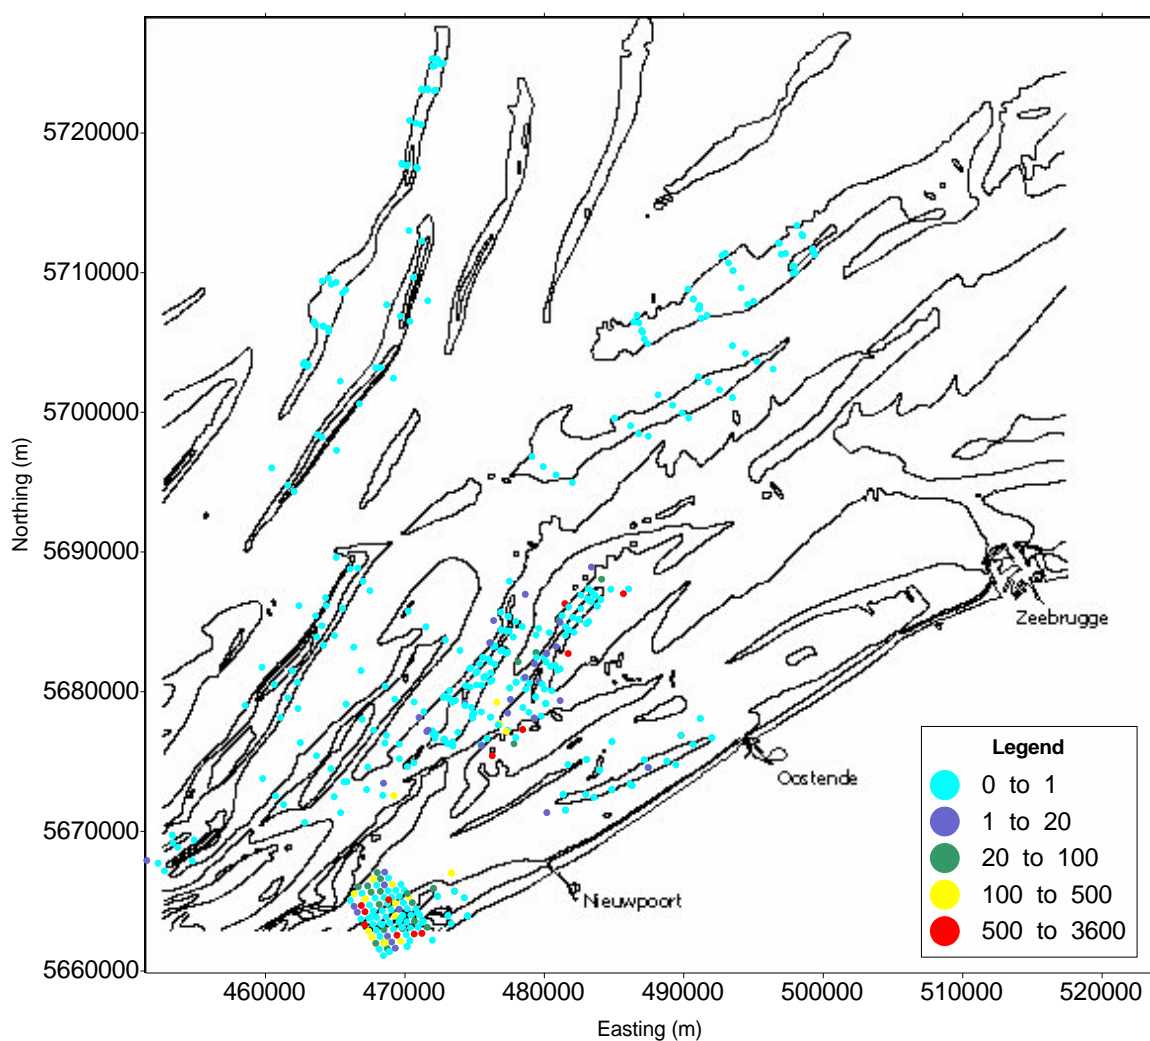 5720000
5710000
5700000
5690000
5680000
5670000
5660000
Northing (m)
Zeebrugge
Oostende
Nieuwpoort
Legend
0 to 1
1 to 20
20 to 100
100 to 500
500 to 3600
460000 470000 480000 490000 500000 510000 520000
Easting (m)